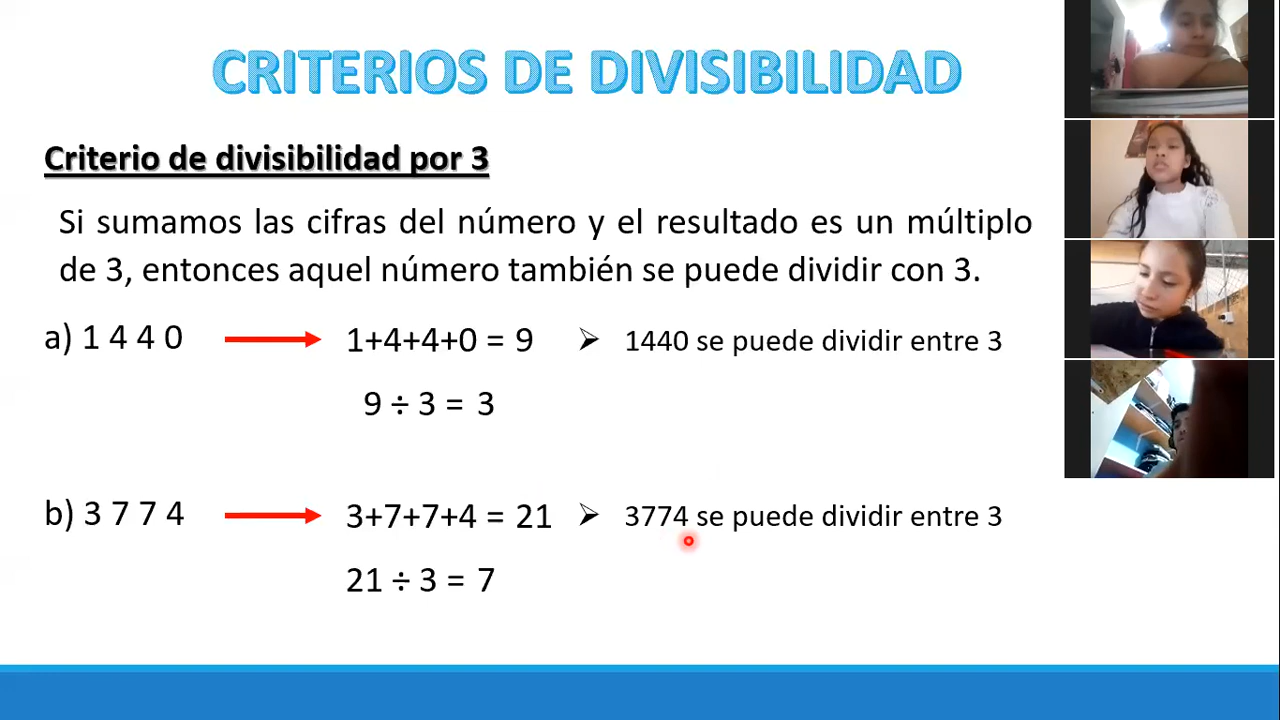 CRITERIOS DE DIVISIBILIDAD
Criterio de divisibilidad por 3
Si sumamos las cifras del número y el resultado es un múltiplo
de 3, entonces aquel número también se puede dividir con 3.
a) 1 4 4 0 1+4+4+0 = 9 ➢ 1440 se puede dividir entre 3
9 ÷ 3 = 3
b) 3 7 7 4 3+7+7+4 = 21 ➢ 3774 se puede dividir entre 3
21 ÷ 3 = 7